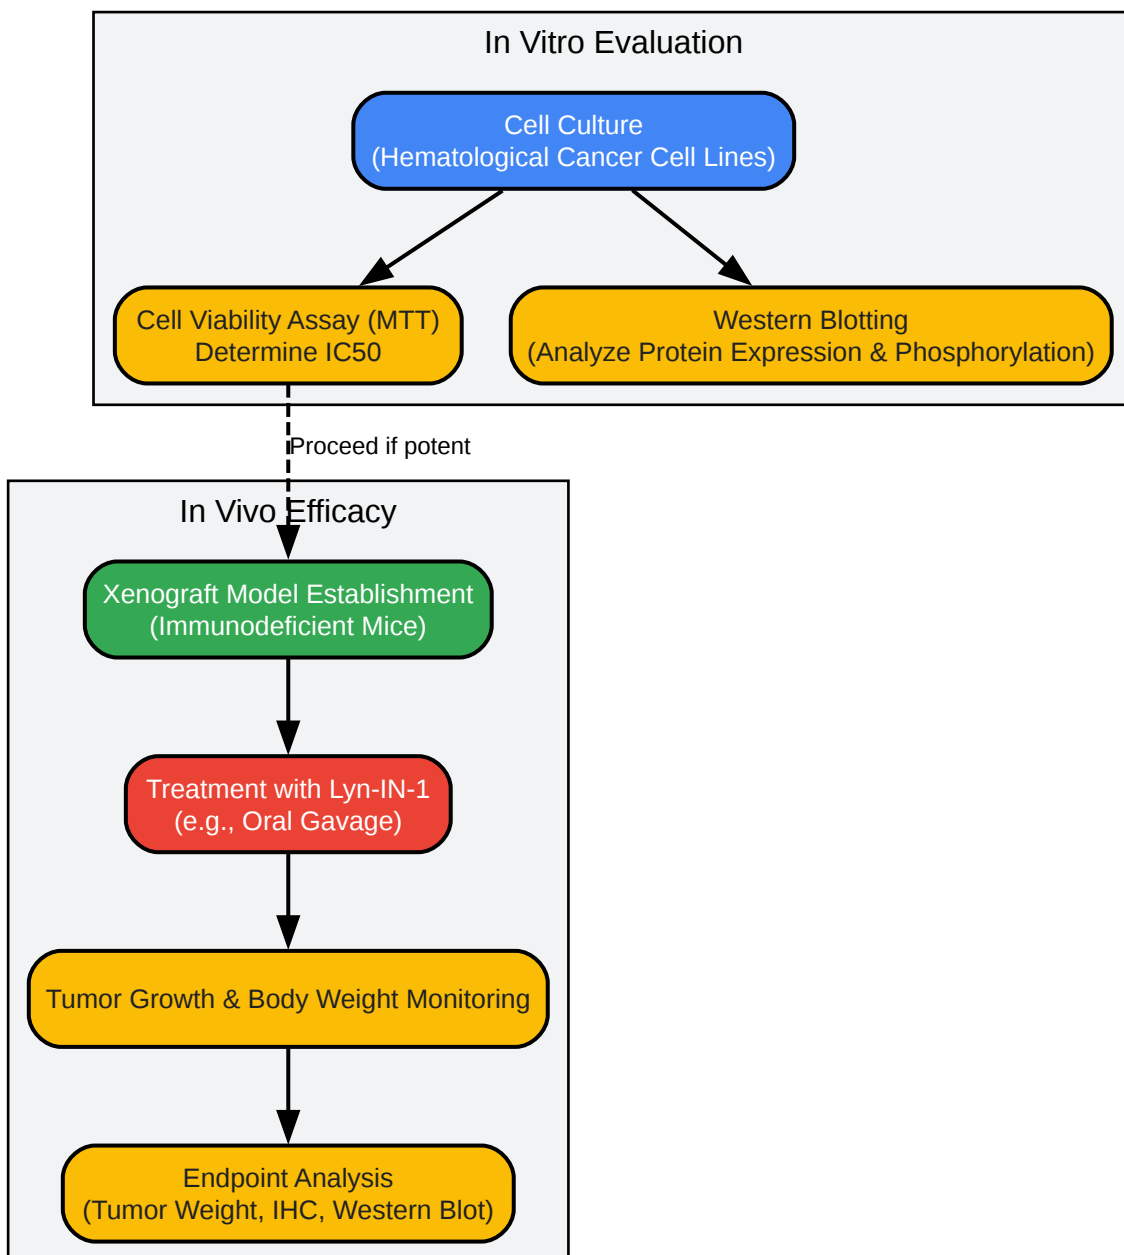 In Vitro Evaluation
Cell Culture
(Hematological Cancer Cell Lines)
Cell Viability Assay (MTT)
Determine IC50
Western Blotting
(Analyze Protein Expression & Phosphorylation)
Proceed if potent
In Vivo Efficacy
Xenograft Model Establishment
(Immunodeficient Mice)
Treatment with Lyn-IN-1
(e.g., Oral Gavage)
Tumor Growth & Body Weight Monitoring
Endpoint Analysis
(Tumor Weight, IHC, Western Blot)